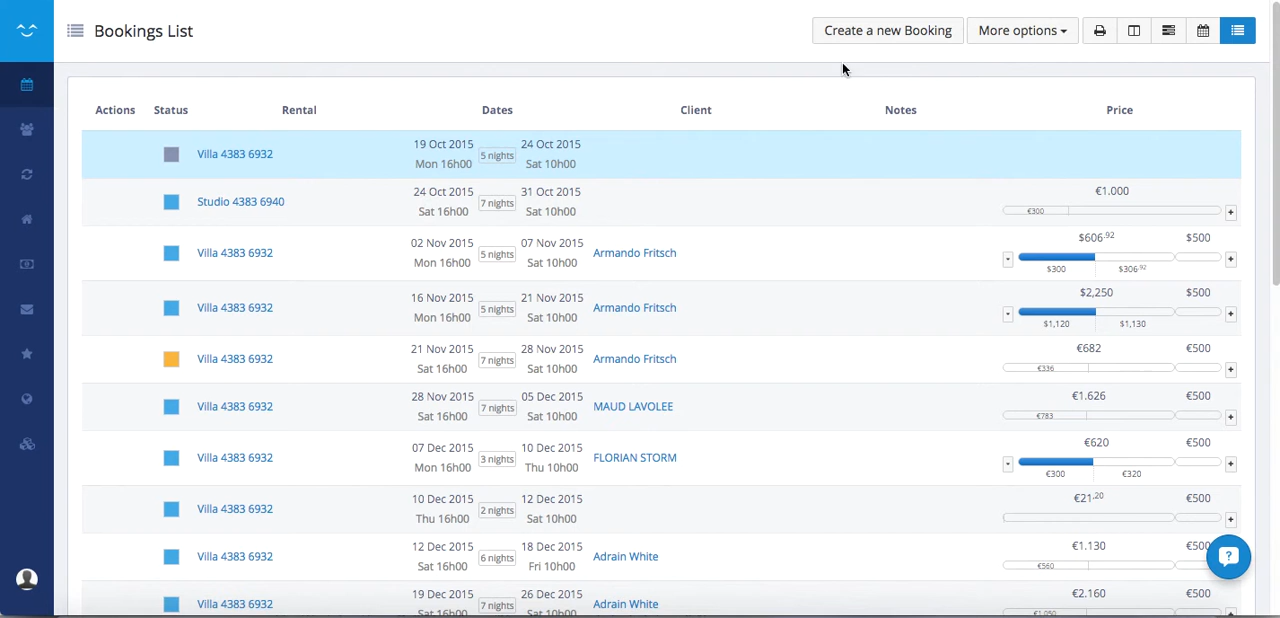 Bookings List
Create a new Booking
More options
Actions Status Rental Dates Client Notes Price
Villa 4383 6932 19 Oct 2015 Mon 16h00 5 nights 24 Oct 2015 Sat 10h00
Studio 4383 6940 24 Oct 2015 Sat 16h00 7 nights 31 Oct 2015 Sat 10h00 €1.000 €300 +
Villa 4383 6932 02 Nov 2015 Mon 16h00 5 nights 07 Nov 2015 Sat 10h00 Armando Fritsch $606.92 $500 $300 $306.92 +
Villa 4383 6932 16 Nov 2015 Mon 16h00 5 nights 21 Nov 2015 Sat 10h00 Armando Fritsch $2,250 $500 $1,120 $1,130 +
Villa 4383 6932 21 Nov 2015 Sat 16h00 7 nights 28 Nov 2015 Sat 10h00 Armando Fritsch €682 €500 €336 +
Villa 4383 6932 28 Nov 2015 Sat 16h00 7 nights 05 Dec 2015 Sat 10h00 MAUD LAVOLEE €1.626 €500 €783 +
Villa 4383 6932 07 Dec 2015 Mon 16h00 3 nights 10 Dec 2015 Thu 10h00 FLORIAN STORM €620 €500 €300 €320 +
Villa 4383 6932 10 Dec 2015 Thu 16h00 2 nights 12 Dec 2015 Sat 10h00 €21,20 €500 +
Villa 4383 6932 12 Dec 2015 Sat 16h00 6 nights 18 Dec 2015 Fri 10h00 Adrain White €1.130 €500 €560
Villa 4383 6932 19 Dec 2015 Sat 16h00 7 nights 26 Dec 2015 Sat 10h00 Adrain White €2.160 €500 €1.050